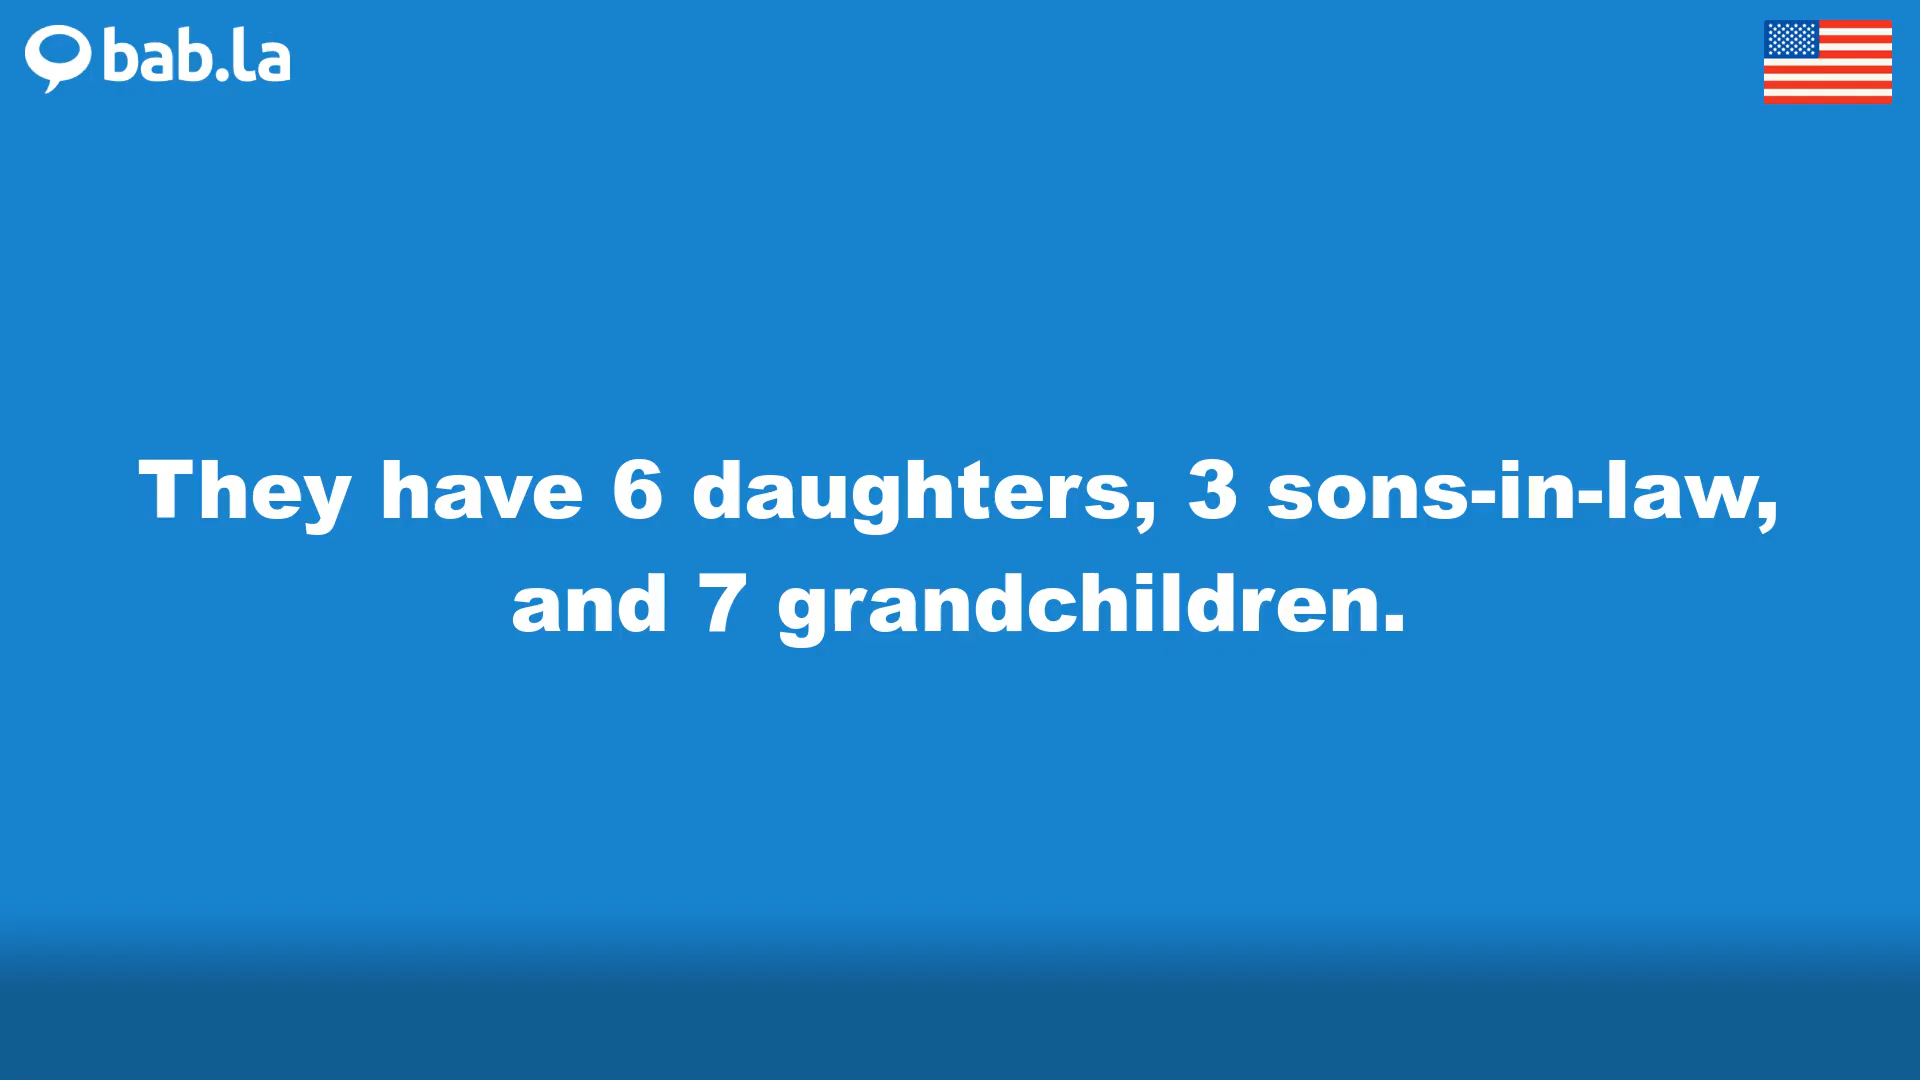 bab.la
They have 6 daughters, 3 sons-in-law,
and 7 grandchildren.